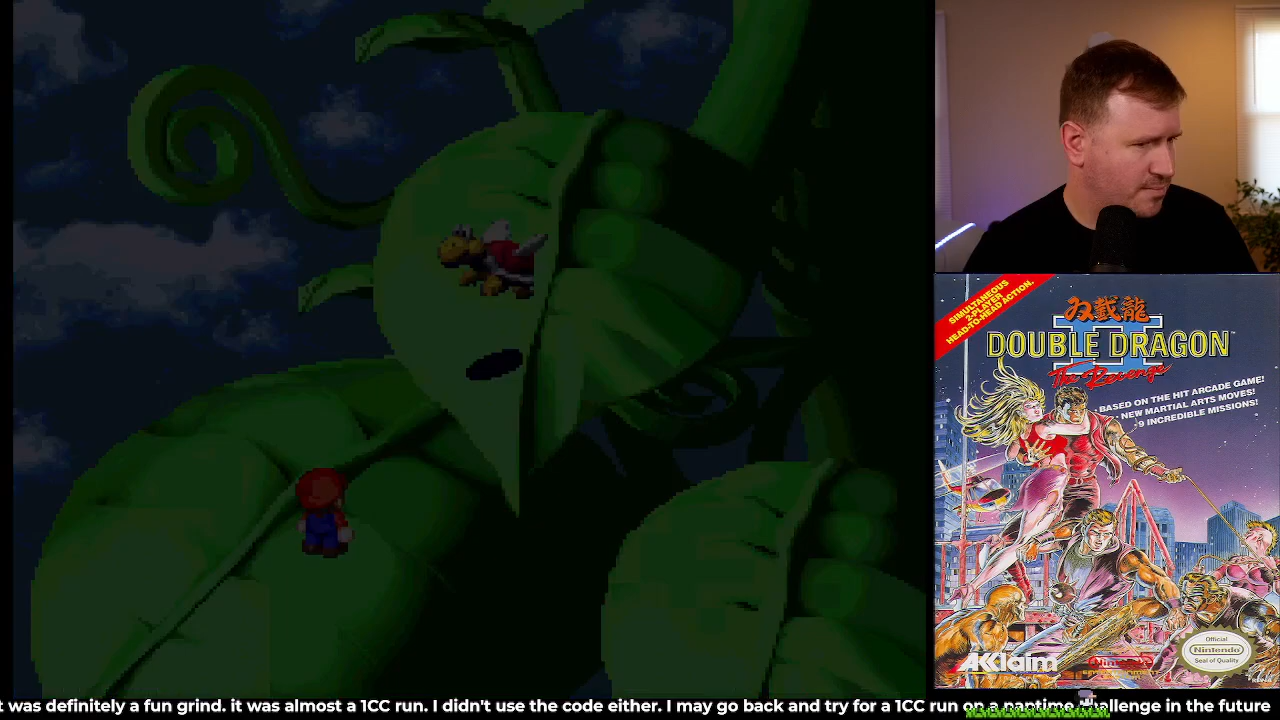 SIMULTANEOUS
2-PLAYER
HEAD-TO-HEAD ACTION.
双截龍
II
DOUBLE DRAGON
The Revenge
BASED ON THE HIT ARCADE GAME!
NEW MARTIAL ARTS MOVES!
9 INCREDIBLE MISSIONS!
Official
Nintendo
Seal of Quality
AKklaim
t was definitely a fun grind. it was almost a 1CC run. I didn't use the code either. I may go back and try for a 1CC run on a naptime challenge in the future